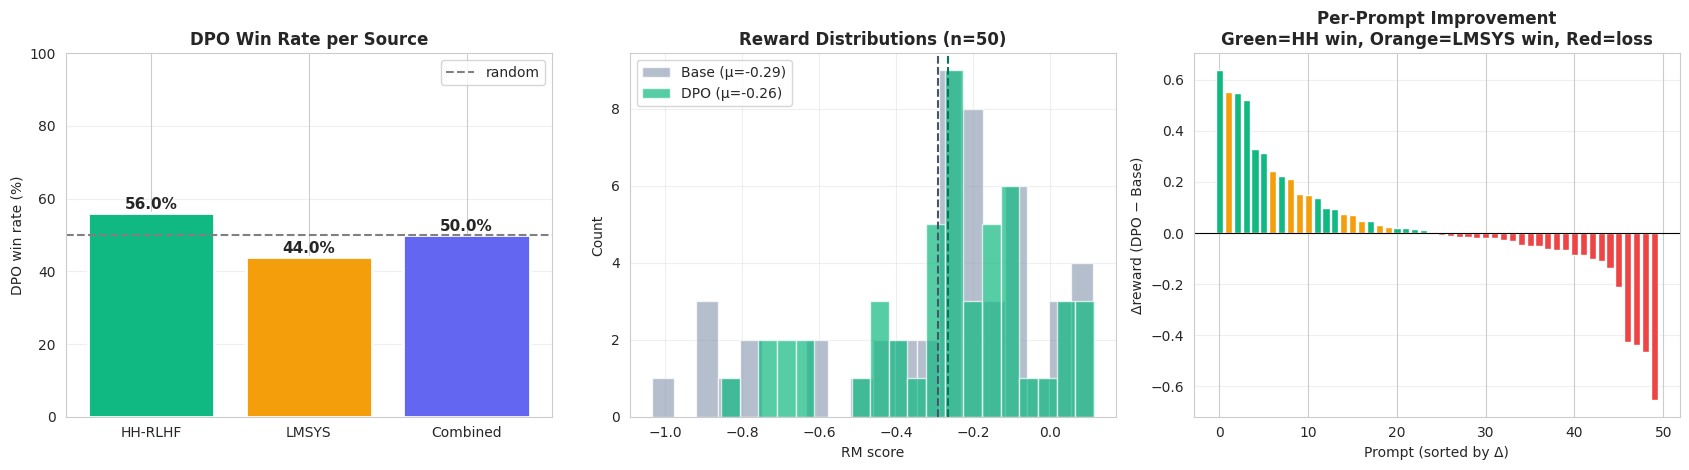 DPO Win Rate per Source
DPO win rate (%)
100
80
60
40
20
0
random
56.0%
44.0%
50.0%
HH-RLHF
LMSYS
Combined
Reward Distributions (n=50)
Count
8
6
4
2
0
Base (μ=-0.29)
DPO (μ=-0.26)
−1.0
−0.8
−0.6
−0.4
−0.2
0.0
RM score
Per-Prompt Improvement
Green=HH win, Orange=LMSYS win, Red=loss
Δreward (DPO − Base)
0.6
0.4
0.2
0.0
−0.2
−0.4
−0.6
0
10
20
30
40
50
Prompt (sorted by Δ)